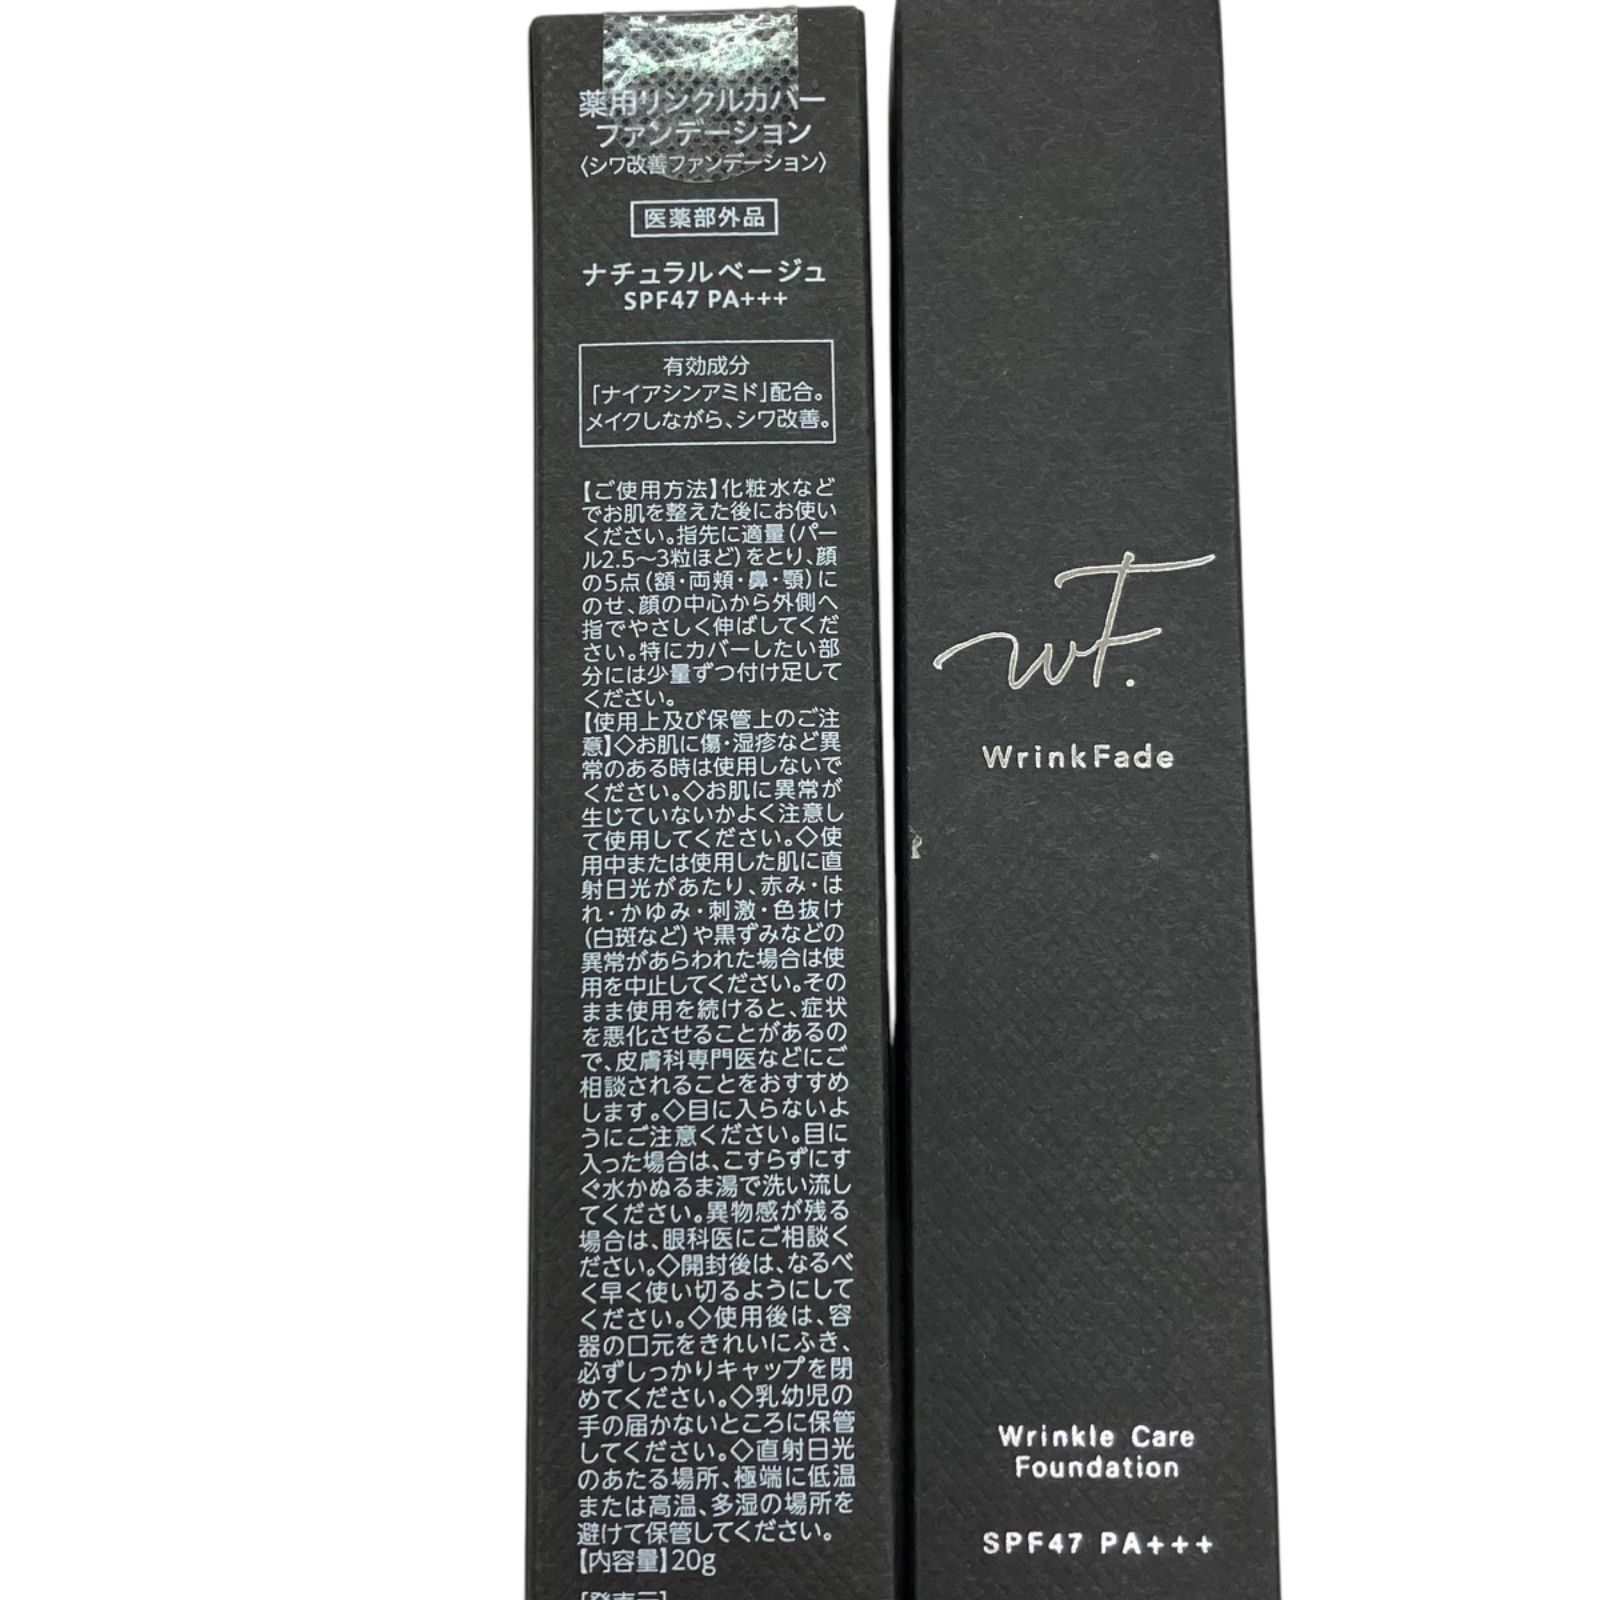 薬用リンクルカバー
ファンデーション
〈シワ改善ファンデーション〉
医薬部外品
ナチュラルベージュ
SPF47 PA+++
有効成分
「ナイアシンアミド」配合。
メイクしながら、シワ改善。
【ご使用方法】化粧水など
でお肌を整えた後にお使い
ください。指先に適量(パー
ル2.5〜3粒ほど)をとり、顔
の5点(額・両頬・鼻・顎)に
のせ、顔の中心から外側へ
指でやさしく伸ばしてくだ
さい。特にカバーしたい部
分には少量ずつ付け足して
ください。
【使用上及び保管上のご注
意】◇お肌に傷・湿疹など異
常のある時は使用しないで
ください。◇お肌に異常が
生じていないかよく注意し
て使用してください。◇使
用中または使用した肌に直
射日光があたり、赤み・は
れ・かゆみ・刺激・色抜け
(白斑など)や黒ずみなどの
異常があらわれた場合は使
用を中止してください。その
まま使用を続けると、症状
を悪化させることがあるの
で、皮膚科専門医などにご
相談されることをおすすめ
します。◇目に入らないよ
うにご注意ください。目に
入った場合は、こすらずにす
ぐ水かぬるま湯で洗い流し
てください。異物感が残る
場合は、眼科医にご相談く
ださい。◇開封後は、なるべ
く早く使い切るようにして
ください。◇使用後は、容
器の口元をきれいにふき、
必ずしっかりキャップを閉
めてください。◇乳幼児の
手の届かないところに保管
してください。◇直射日光
のあたる場所、極端に低温
または高温、多湿の場所を
避けて保管してください。
【内容量】20g
wF.
WrinkFade
Wrinkle Care
Foundation
SPF47 PA+++